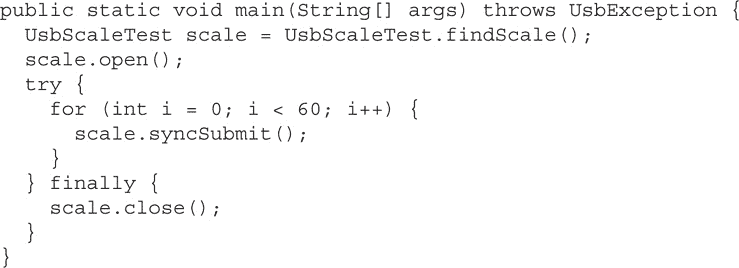 public static void main(String[] args) throws UsbException {
  UsbScaleTest scale = UsbScaleTest.findScale();
  scale.open();
  try {
    for (int i = 0; i < 60; i++) {
      scale.syncSubmit();
    }
  } finally {
    scale.close();
  }
}